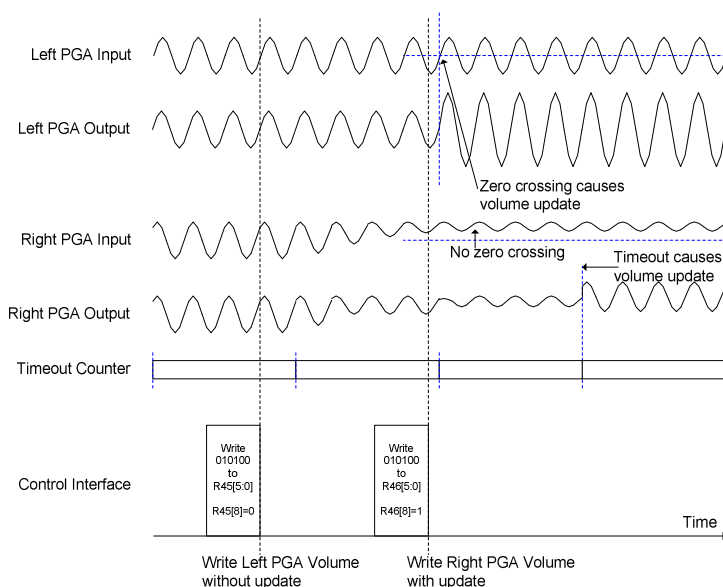 Left PGA Input
Left PGA Output
Zero crossing causes
volume update
Right PGA Input
No zero crossing
Timeout causes
volume update
Right PGA Output
Timeout Counter
Control Interface
Write
010100
to
R45[5:0]
R45[8]=0
Write
010100
to
R46[5:0]
R46[8]=1
Time
Write Left PGA Volume
without update
Write Right PGA Volume
with update